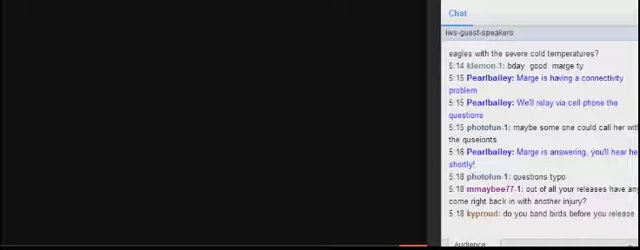 Chat
iws-guest-speakers
eagles with the severe cold temperatures?
5:14 klemon-1: bday good marge ty
5:15 Pearlbailey: Marge is having a connectivity
problem
5:15 Pearlbailey: We'll relay via cell phone the
questions
5:15 photofun-1: maybe some one could call her with
the quseionts
5:16 Pearlbailey: Marge is answering, you'll hear he
shortly!
5:18 photofun-1: questions typo
5:18 mmaybee77-1: out of all your releases have an
come right back in with another injury?
5:18 kyproud: do you band birds before you release
Audience